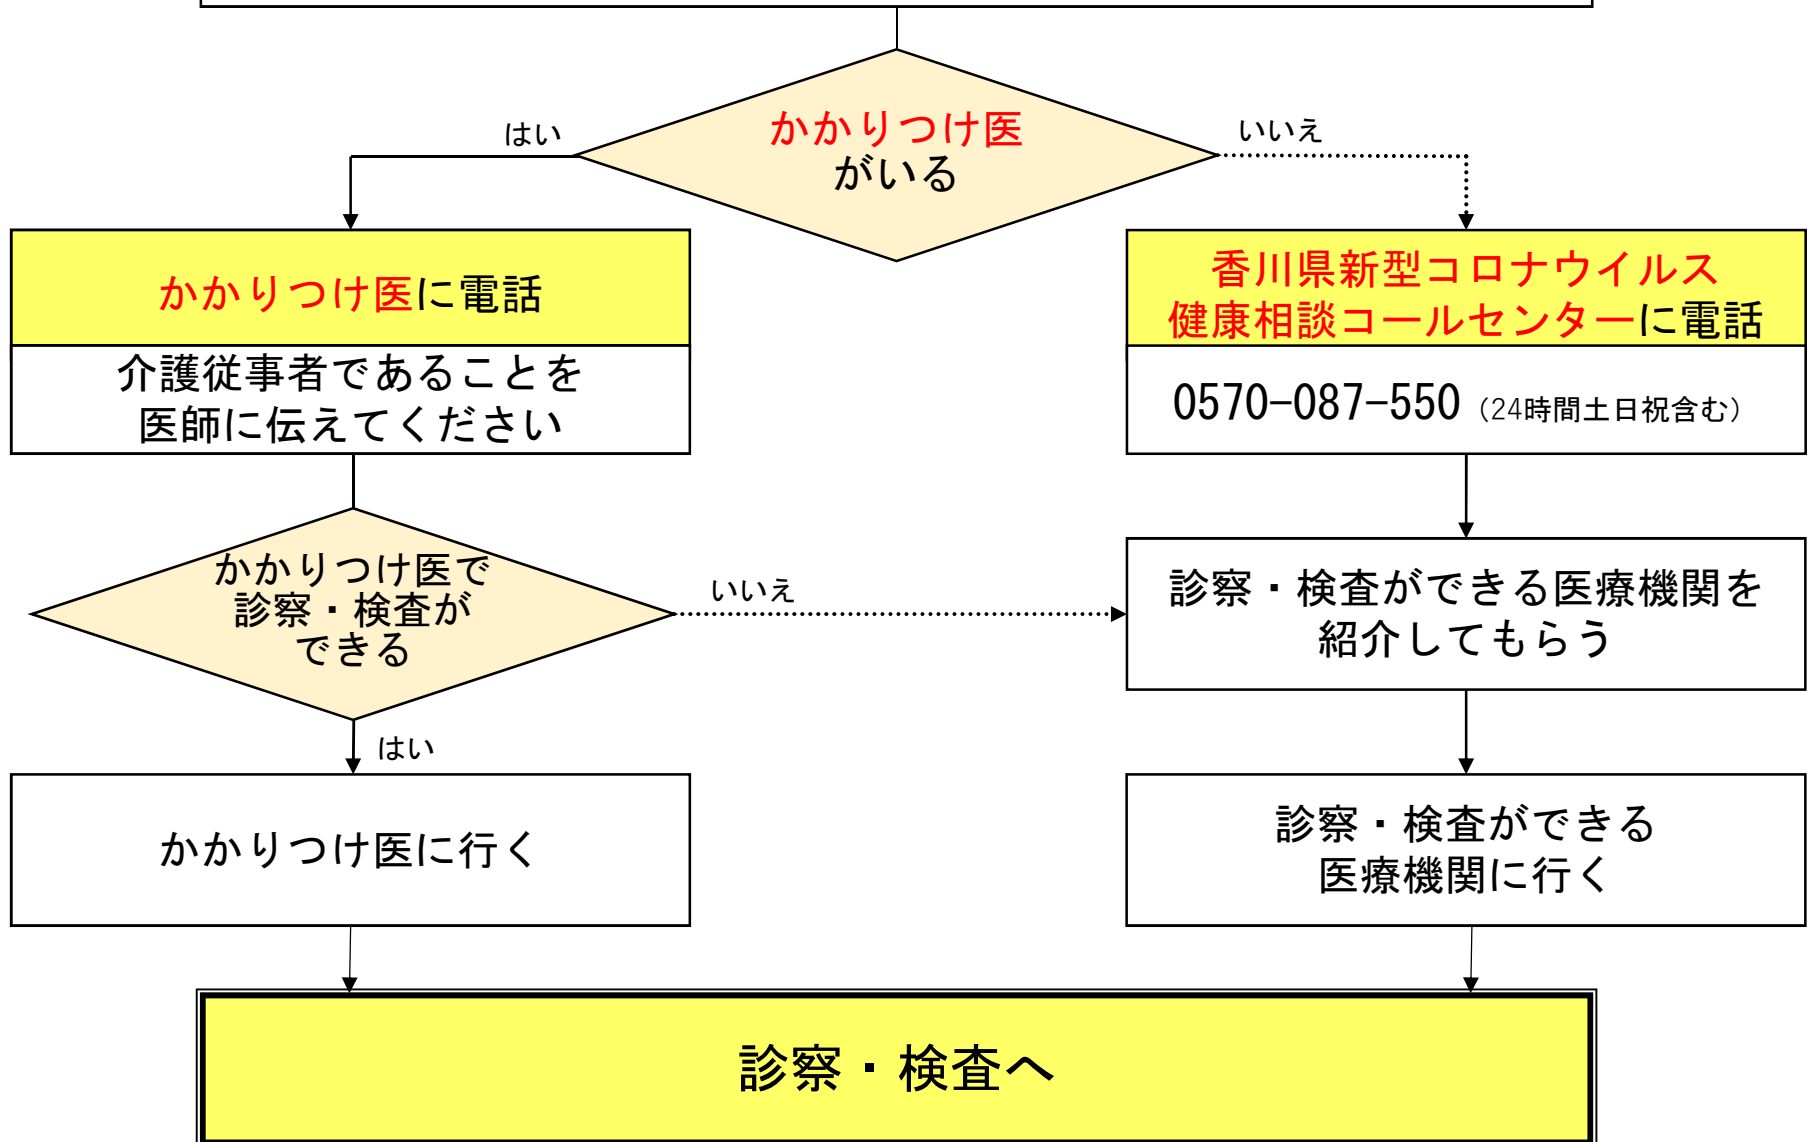 かかりつけ医
がいる
はい
いいえ
かかりつけ医に電話
介護従事者であることを
医師に伝えてください
香川県新型コロナウイルス
健康相談コールセンターに電話
0570-087-550（24時間土日祝含む）
かかりつけ医で
診察・検査が
できる
いいえ
はい
診察・検査ができる医療機関を
紹介してもらう
かかりつけ医に行く
診察・検査ができる
医療機関に行く
診察・検査へ